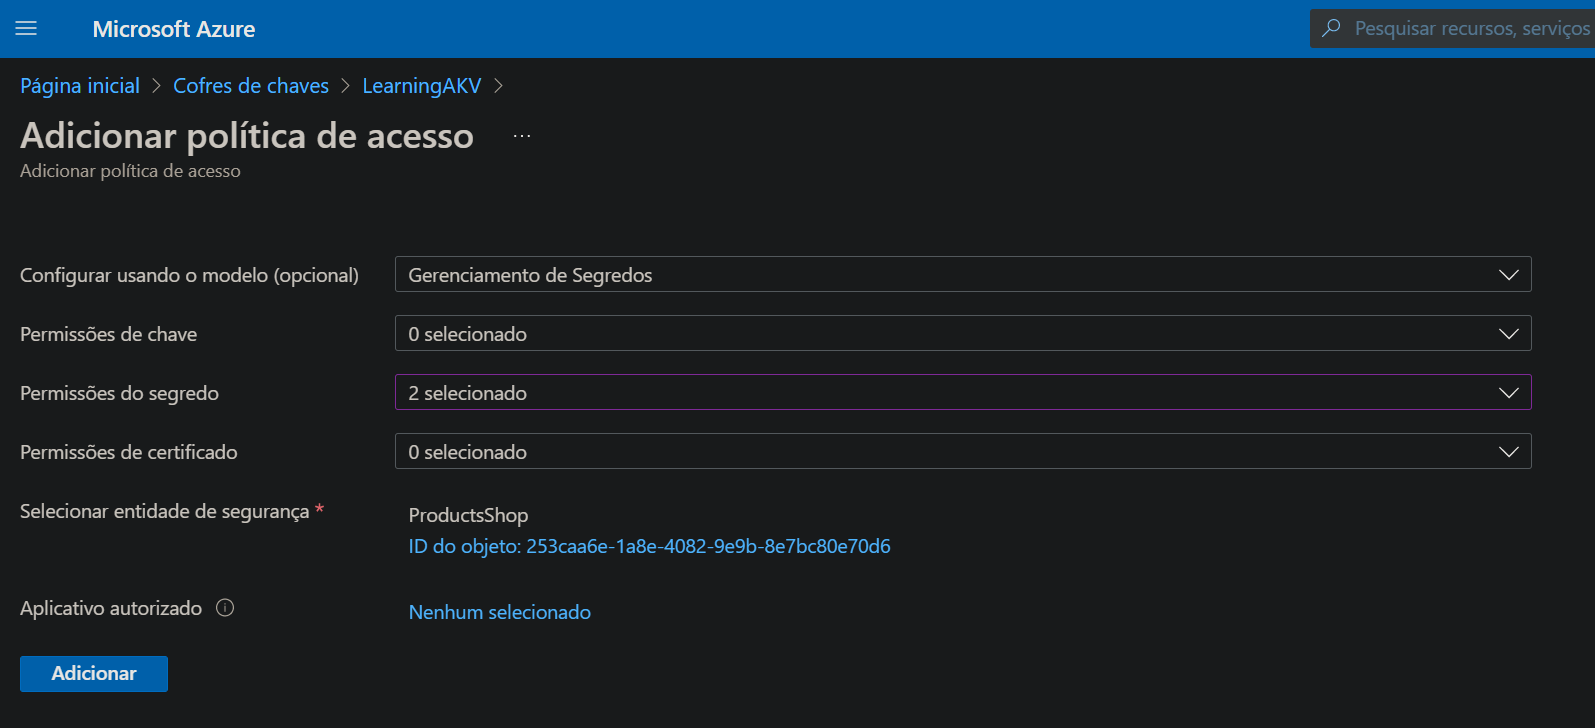 Microsoft Azure
Pesquisar recursos, serviços
Página inicial > Cofres de chaves > LearningAKV >
Adicionar política de acesso ...
Adicionar política de acesso
Configurar usando o modelo (opcional) Gerenciamento de Segredos
Permissões de chave 0 selecionado
Permissões do segredo 2 selecionado
Permissões de certificado 0 selecionado
Selecionar entidade de segurança * ProductsShop
ID do objeto: 253caa6e-1a8e-4082-9e9b-8e7bc80e70d6
Aplicativo autorizado Nenhum selecionado
Adicionar